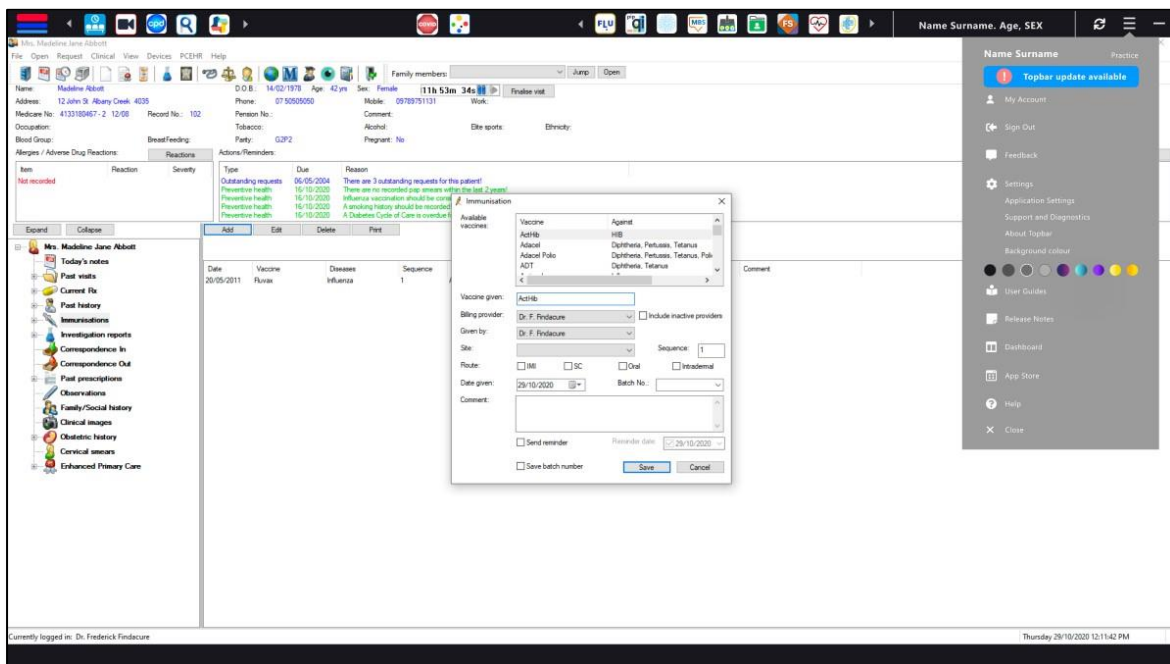 cpd
COVID
FLU
MBS
FS
Name Surname. Age, SEX
Mrs. Madeline Jane Abbott
File Open Request Clinical View Devices PCEHR Help
Family members: Jump Open
Name: Madeline Abbott D.O.B.: 14/02/1978 Age: 42 yrs Sex: Female 11h 53m 34s Finalise visit
Address: 12 John St Albany Creek 4035 Phone: 07 50505050 Mobile: 09789751131 Work:
Medicare No: 4133180467-2 12/08 Record No.: 102 Pension No.: Comment:
Occupation: Tobacco: Alcohol: Elite sports: Ethnicity:
Blood Group: BreastFeeding: Parity: G2P2 Pregnant: No
Allergies / Adverse Drug Reactions: Reactions Actions/Reminders:
Item Reaction Severity Type Due Reason
Not recorded Outstanding requests 06/05/2004 There are 3 outstanding requests for this patient!
Preventive health 16/10/2020 There are no recorded pap smears within the last 2 years!
Preventive health 16/10/2020 Influenza vaccination should be
Preventive health 16/10/2020 A smoking history should be recorded
Preventive health 16/10/2020 A Diabetes Cycle of Care is overdue
Expand Collapse Add Edit Delete Print
Mrs. Madeline Jane Abbott
Today's notes
Past visits
Current Rx
Past history
Immunisations
Investigation reports
Correspondence In
Correspondence Out
Past prescriptions
Observations
Family/Social history
Clinical images
Obstetric history
Cervical smears
Enhanced Primary Care
Date Vaccine Diseases Sequence Comment
20/05/2011 Fluvax Influenza 1
Immunisation
Available vaccines:
Vaccine Against
ActHib HIB
Adacel Diphtheria, Pertussis, Tetanus
Adacel Polio Diphtheria, Pertussis, Tetanus, Poli
ADT Diphtheria, Tetanus
Vaccine given: ActHib
Billing provider: Dr. F. Findacure Include inactive providers
Given by: Dr. F. Findacure
Site: Sequence: 1
Route: IMI SC Oral Intradermal
Date given: 29/10/2020 Batch No.:
Comment:
Send reminder Reminder date: 29/10/2020
Save batch number Save Cancel
Name Surname Practice
Topbar update available
My Account
Sign Out
Feedback
Settings
Application Settings
Support and Diagnostics
About Topbar
Background colour
User Guides
Release Notes
Dashboard
App Store
Help
Close
Currently logged in: Dr. Frederick Findacure Thursday 29/10/2020 12:11:42 PM